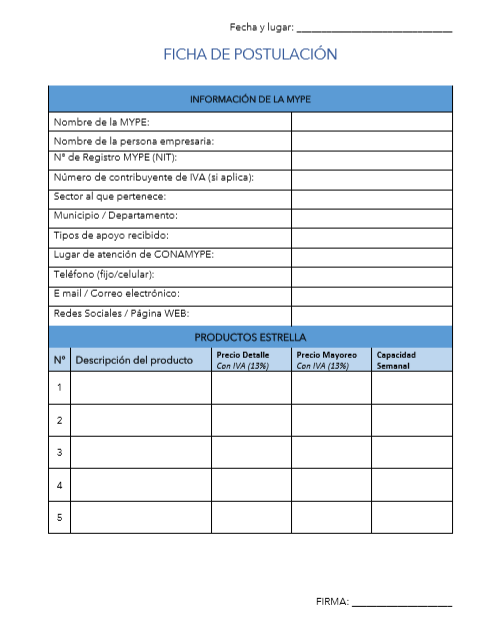 Fecha y lugar: ______________________________
FICHA DE POSTULACIÓN
INFORMACIÓN DE LA MYPE
Nombre de la MYPE:
Nombre de la persona empresaria:
N° de Registro MYPE (NIT):
Número de contribuyente de IVA (si aplica):
Sector al que pertenece:
Municipio / Departamento:
Tipos de apoyo recibido:
Lugar de atención de CONAMYPE:
Teléfono (fijo/celular):
E mail / Correo electrónico:
Redes Sociales / Página WEB:
PRODUCTOS ESTRELLA
N° Descripción del producto Precio Detalle Precio Mayoreo Capacidad
Con IVA (13%) Con IVA (13%) Semanal
1
2
3
4
5
FIRMA: ____________________